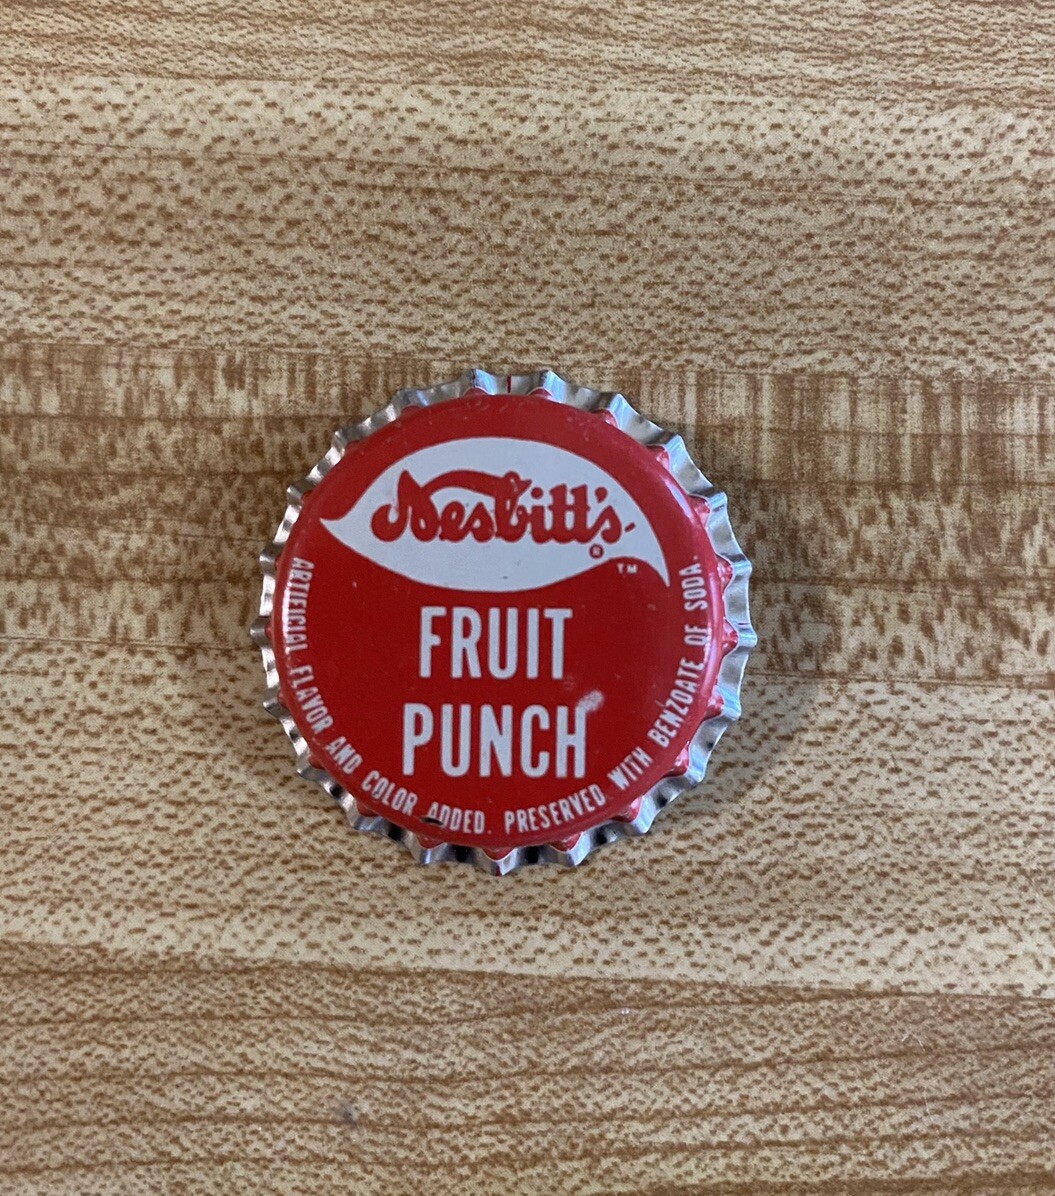 Nesbitt's
®
TM
FRUIT
PUNCH
ARTIFICIAL FLAVOR AND COLOR ADDED. PRESERVED WITH BENZOATE OF SODA.